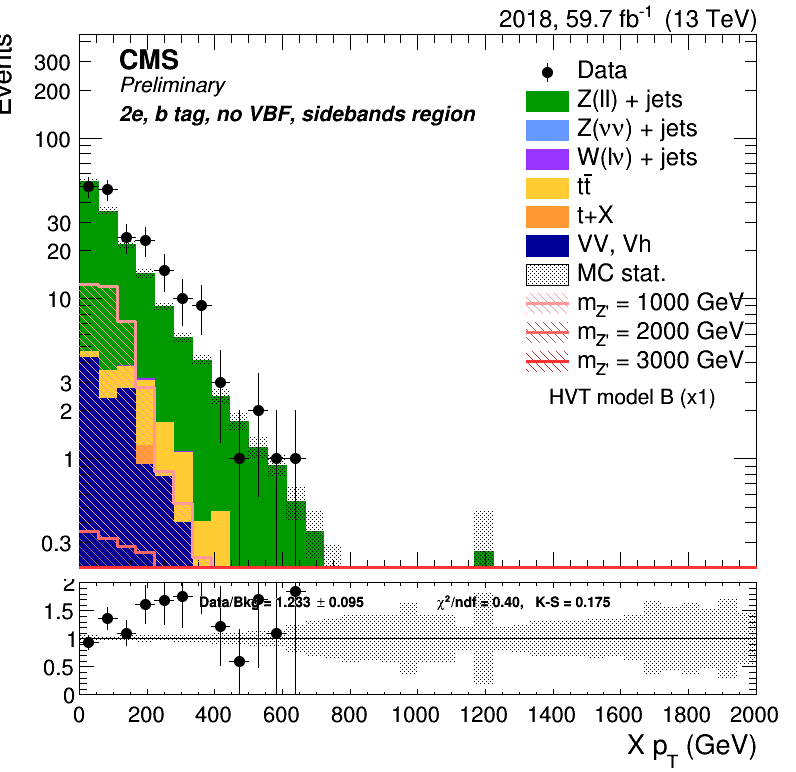 2018, 59.7 fb⁻¹ (13 TeV)
Events
CMS
Preliminary
2e, b tag, no VBF, sidebands region
Data
Z(ll) + jets
Z(νν) + jets
W(lν) + jets
tt̄
t+X
VV, Vh
MC stat.
m_Z' = 1000 GeV
m_Z' = 2000 GeV
m_Z' = 3000 GeV
HVT model B (x1)
300
200
100
30
20
10
3
2
1
0.3
2
1.5
1
0.5
0
Data/Bkg = 1.233 ± 0.095
χ²/ndf = 0.40, K-S = 0.175
0 200 400 600 800 1000 1200 1400 1600 1800 2000
X p_T (GeV)